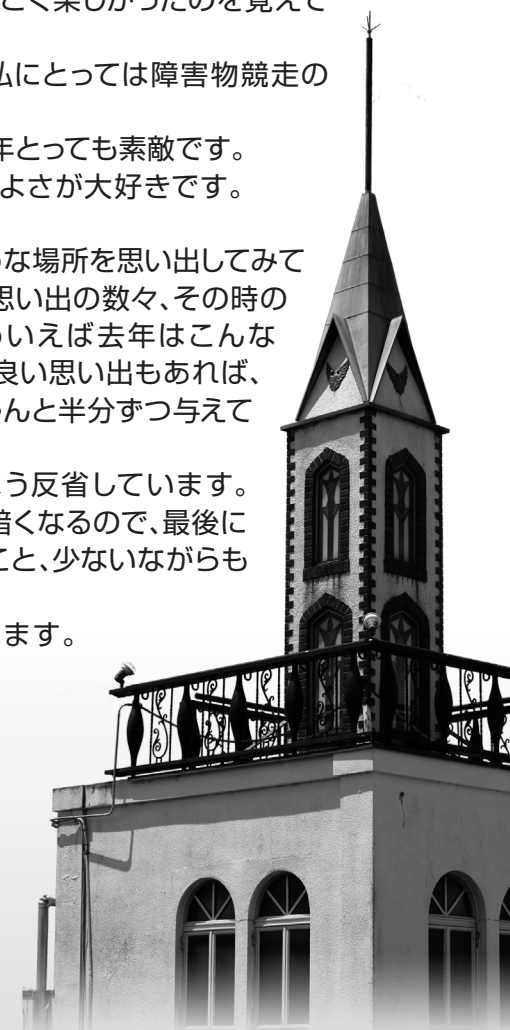 く楽しかったのを覚えて
にとっては障害物競走の
年とっても素敵です。
よさが大好きです。
な場所を思い出してみて
思い出の数々、その時の
いえば去年はこんな
良い思い出もあれば、
んと半分ずつ与えて
う反省しています。
暗くなるので、最後に
こと、少ないながらも
ます。